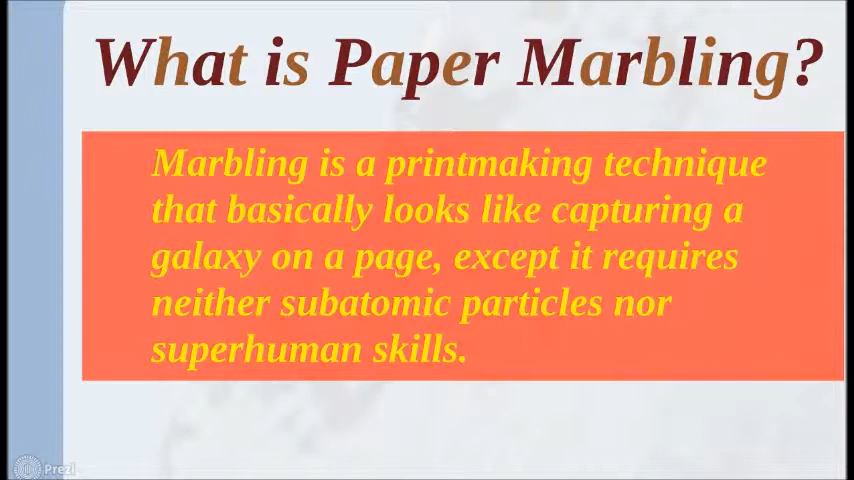 What is Paper Marbling?
Marbling is a printmaking technique
that basically looks like capturing a
galaxy on a page, except it requires
neither subatomic particles nor
superhuman skills.
Prezi